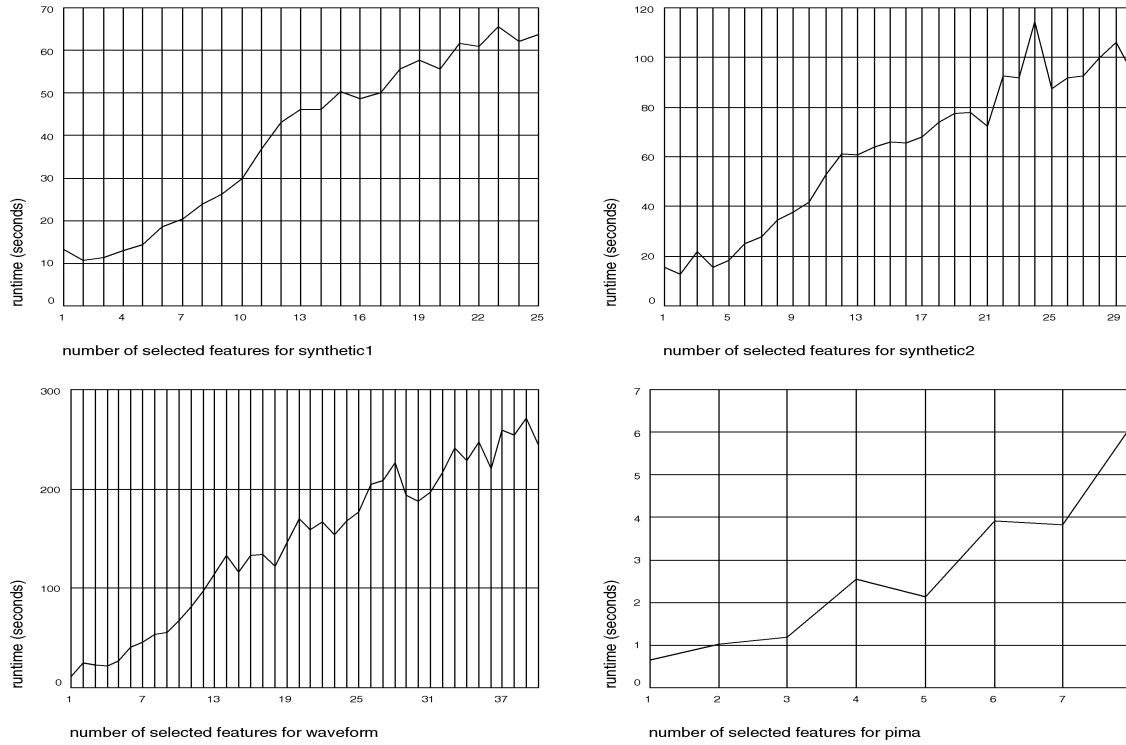 70
60
50
40
30
20
10
0
runtime (seconds)
1 4 7 10 13 16 19 22 25
number of selected features for synthetic1
120
100
80
60
40
20
0
runtime (seconds)
1 5 9 13 17 21 25 29
number of selected features for synthetic2
300
200
100
0
runtime (seconds)
1 7 13 19 25 31 37
number of selected features for waveform
7
6
5
4
3
2
1
0
runtime (seconds)
1 2 3 4 5 6 7
number of selected features for pima